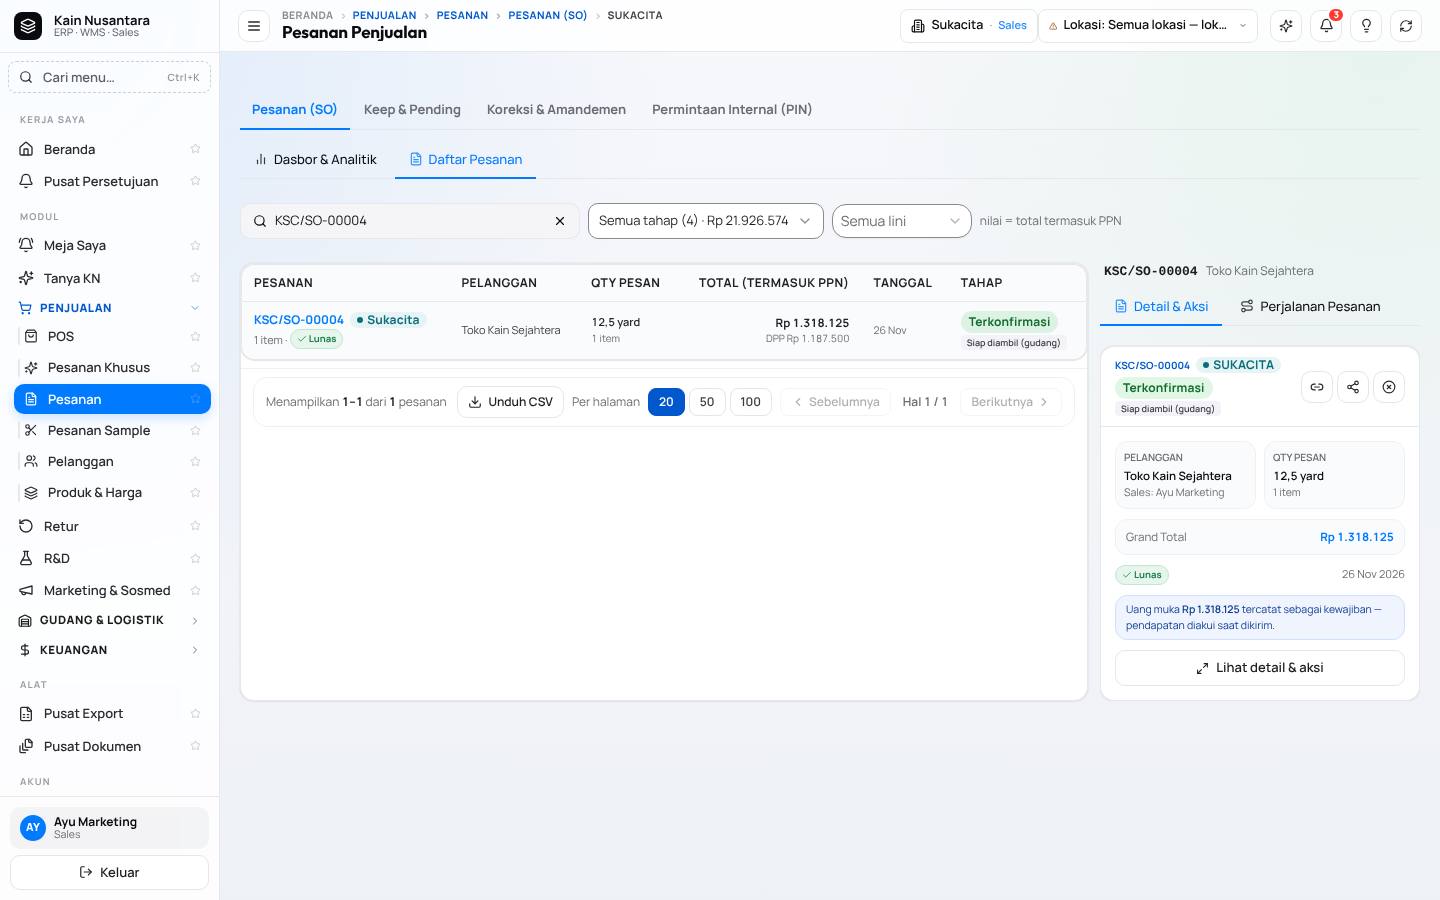 Kain Nusantara
ERP · WMS · Sales
Cari menu... Ctrl+K
KERJA SAYA
Beranda
Pusat Persetujuan
MODUL
Meja Saya
Tanya KN
PENJUALAN
POS
Pesanan Khusus
Pesanan
Pesanan Sample
Pelanggan
Produk & Harga
Retur
R&D
Marketing & Sosmed
GUDANG & LOGISTIK
KEUANGAN
ALAT
Pusat Export
Pusat Dokumen
AKUN
AY
Ayu Marketing
Sales
Keluar
BERANDA > PENJUALAN > PESANAN > PESANAN (SO) > SUKACITA
Pesanan Penjualan
Sukacita · Sales
Lokasi: Semua lokasi — lok...
3
Pesanan (SO) Keep & Pending Koreksi & Amandemen Permintaan Internal (PIN)
Dasbor & Analitik Daftar Pesanan
KSC/SO-00004
Semua tahap (4) · Rp 21.926.574
Semua lini
nilai = total termasuk PPN
PESANAN PELANGGAN QTY PESAN TOTAL (TERMASUK PPN) TANGGAL TAHAP
KSC/SO-00004 Sukacita
1 item · Lunas
Toko Kain Sejahtera
12,5 yard
1 item
Rp 1.318.125
DPP Rp 1.187.500
26 Nov
Terkonfirmasi
Siap diambil (gudang)
Menampilkan 1–1 dari 1 pesanan
Unduh CSV
Per halaman 20 50 100
Sebelumnya
Hal 1 / 1
Berikutnya
KSC/SO-00004 Toko Kain Sejahtera
Detail & Aksi Perjalanan Pesanan
KSC/SO-00004 SUKACITA
Terkonfirmasi
Siap diambil (gudang)
PELANGGAN
Toko Kain Sejahtera
Sales: Ayu Marketing
QTY PESAN
12,5 yard
1 item
Grand Total Rp 1.318.125
Lunas 26 Nov 2026
Uang muka Rp 1.318.125 tercatat sebagai kewajiban —
pendapatan diakui saat dikirim.
Lihat detail & aksi